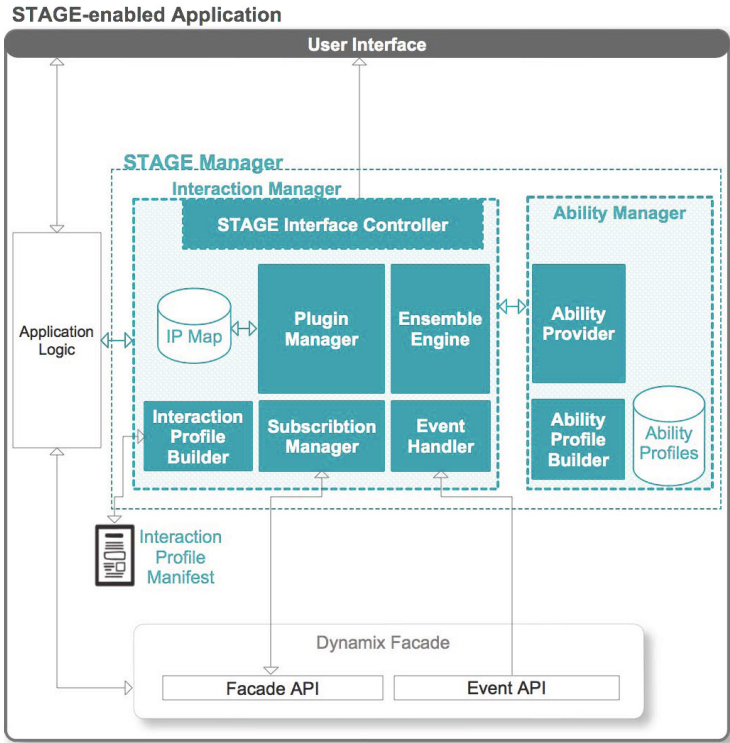 STAGE-enabled Application
User Interface
STAGE Manager
Interaction Manager
STAGE Interface Controller
Ability Manager
Application
Logic
IP Map
Plugin
Manager
Ensemble
Engine
Ability
Provider
Interaction
Profile
Builder
Subscribtion
Manager
Event
Handler
Ability
Profile
Builder
Ability
Profiles
Interaction
Profile
Manifest
Dynamix Facade
Facade API
Event API